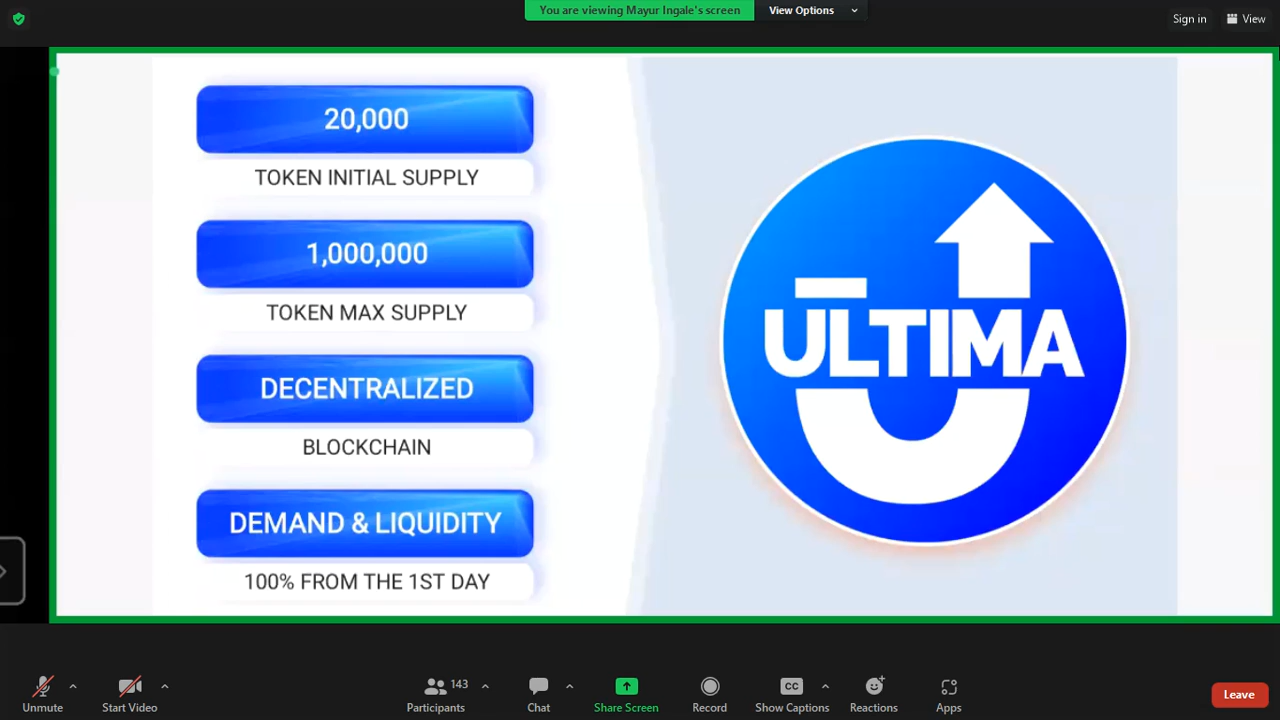 You are viewing Mayur Ingale's screen
View Options
Sign in
View
20,000
TOKEN INITIAL SUPPLY
1,000,000
TOKEN MAX SUPPLY
DECENTRALIZED
BLOCKCHAIN
DEMAND & LIQUIDITY
100% FROM THE 1ST DAY
ULTIMA
Unmute
Start Video
143
Participants
Chat
Share Screen
Record
CC
Show Captions
Reactions
Apps
Leave